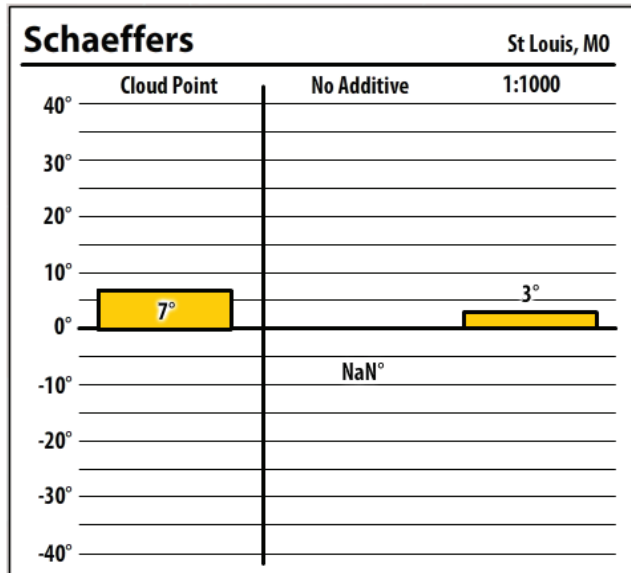 Schaeffers
St Louis, MO
Cloud Point
No Additive
1:1000
40°
30°
20°
10°
7°
3°
0°
NaN°
-10°
-20°
-30°
-40°